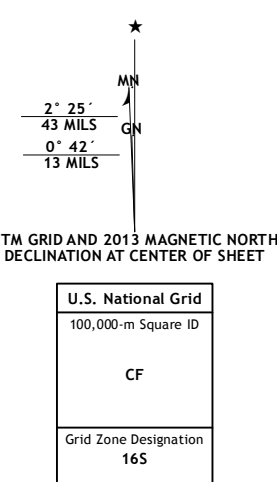 ★
MN
2° 25´
43 MILS
GN
0° 42´
13 MILS
TM GRID AND 2013 MAGNETIC NORTH
DECLINATION AT CENTER OF SHEET
U.S. National Grid
100,000-m Square ID
CF
Grid Zone Designation
16S